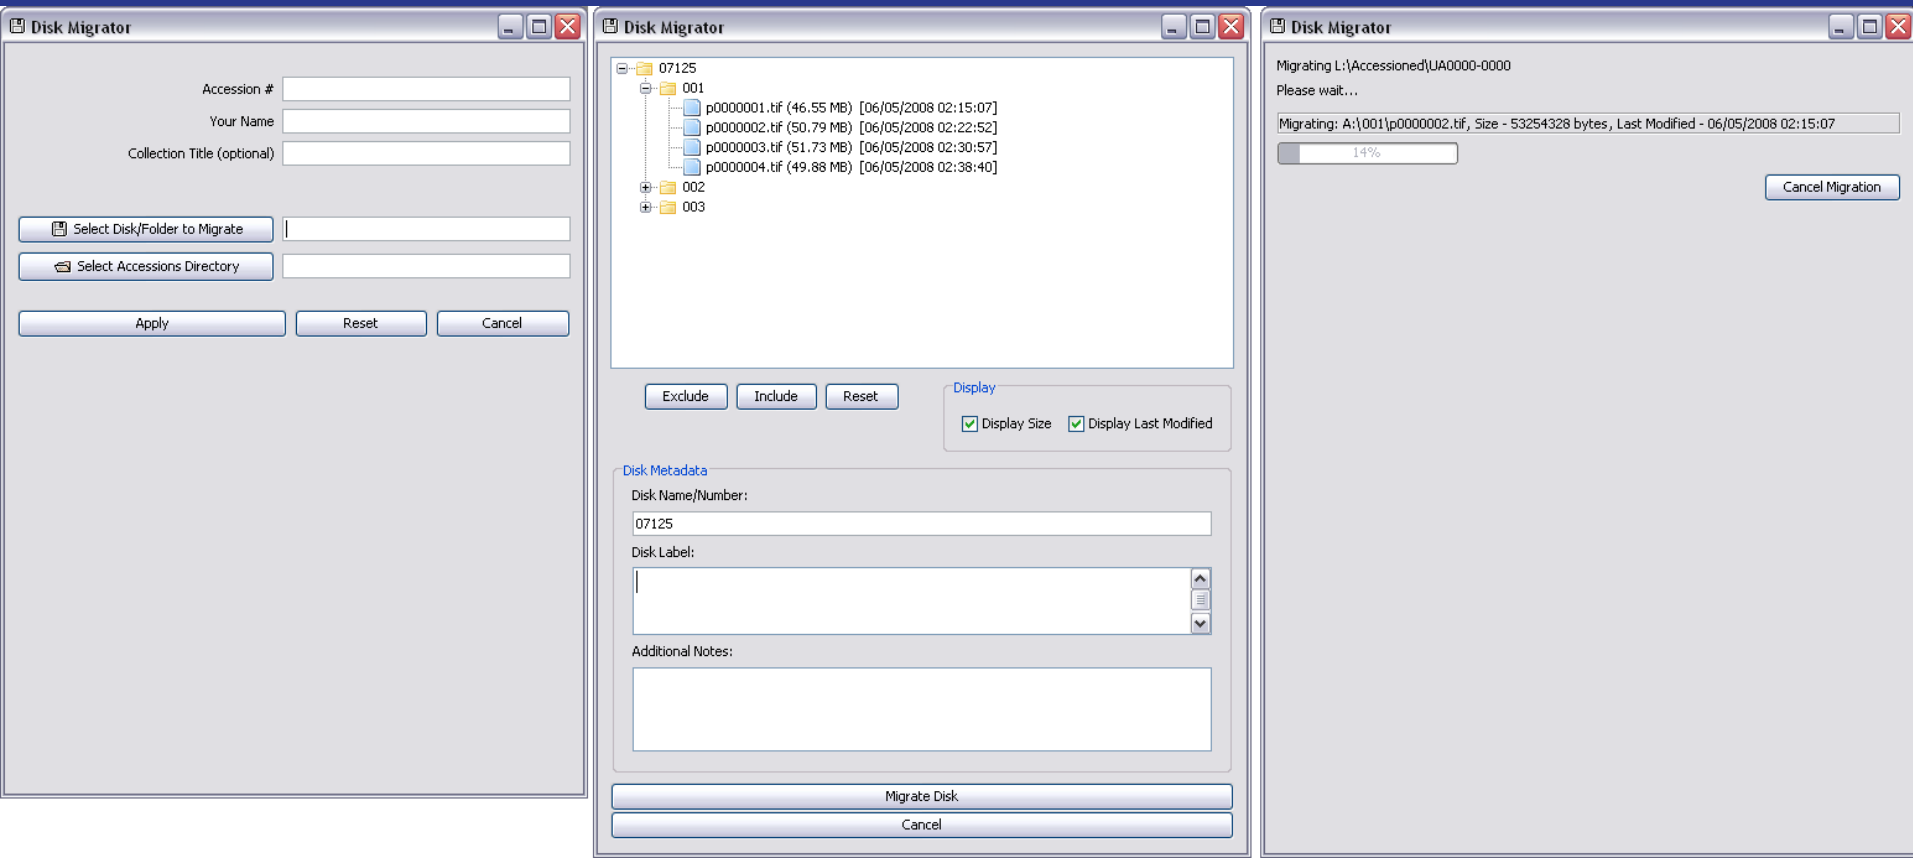 Disk Migrator
Accession #
Your Name
Collection Title (optional)
Select Disk/Folder to Migrate
Select Accessions Directory
Apply Reset Cancel
Disk Migrator
07125
001
p0000001.tif (46.55 MB) [06/05/2008 02:15:07]
p0000002.tif (50.79 MB) [06/05/2008 02:22:52]
p0000003.tif (51.73 MB) [06/05/2008 02:30:57]
p0000004.tif (49.88 MB) [06/05/2008 02:38:40]
002
003
Exclude Include Reset
Display
Display Size Display Last Modified
Disk Metadata
Disk Name/Number:
07125
Disk Label:
Additional Notes:
Migrate Disk
Cancel
Disk Migrator
Migrating L:\Accessioned\UA0000-0000
Please wait...
Migrating: A:\001\p0000002.tif, Size - 53254328 bytes, Last Modified - 06/05/2008 02:15:07
14%
Cancel Migration